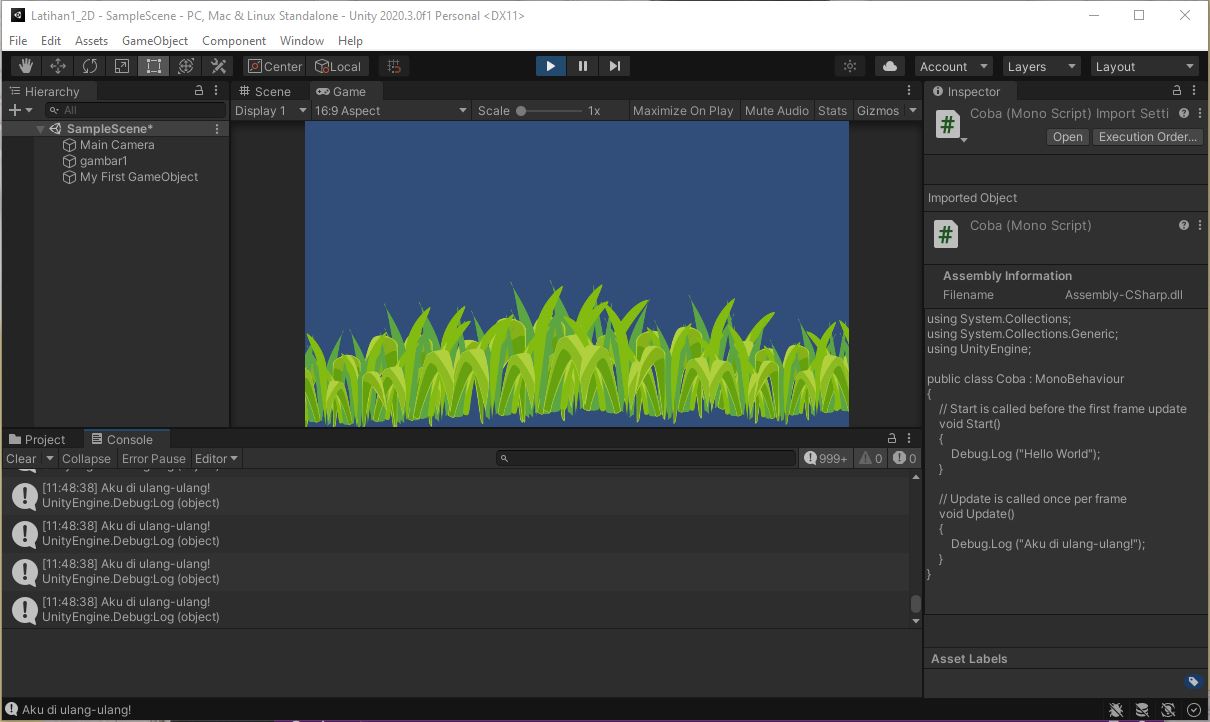 Latihan1_2D - SampleScene - PC, Mac & Linux Standalone - Unity 2020.3.0f1 Personal <DX11>
File Edit Assets GameObject Component Window Help
Center Local Account Layers Layout
Hierarchy
All
SampleScene*
Main Camera
gambar1
My First GameObject
Scene Game
Display 1 16:9 Aspect Scale 1x Maximize On Play Mute Audio Stats Gizmos
Inspector
Coba (Mono Script) Import Setti
Open Execution Order...
Imported Object
Coba (Mono Script)
Assembly Information
Filename Assembly-CSharp.dll
using System.Collections;
using System.Collections.Generic;
using UnityEngine;
public class Coba : MonoBehaviour
{
// Start is called before the first frame update
void Start()
{
Debug.Log ("Hello World");
}
// Update is called once per frame
void Update()
{
Debug.Log ("Aku di ulang-ulang!");
}
}
Asset Labels
Project Console
Clear Collapse Error Pause Editor 999+ 0 0
[11:48:38] Aku di ulang-ulang!
UnityEngine.Debug:Log (object)
[11:48:38] Aku di ulang-ulang!
UnityEngine.Debug:Log (object)
[11:48:38] Aku di ulang-ulang!
UnityEngine.Debug:Log (object)
[11:48:38] Aku di ulang-ulang!
UnityEngine.Debug:Log (object)
Aku di ulang-ulang!